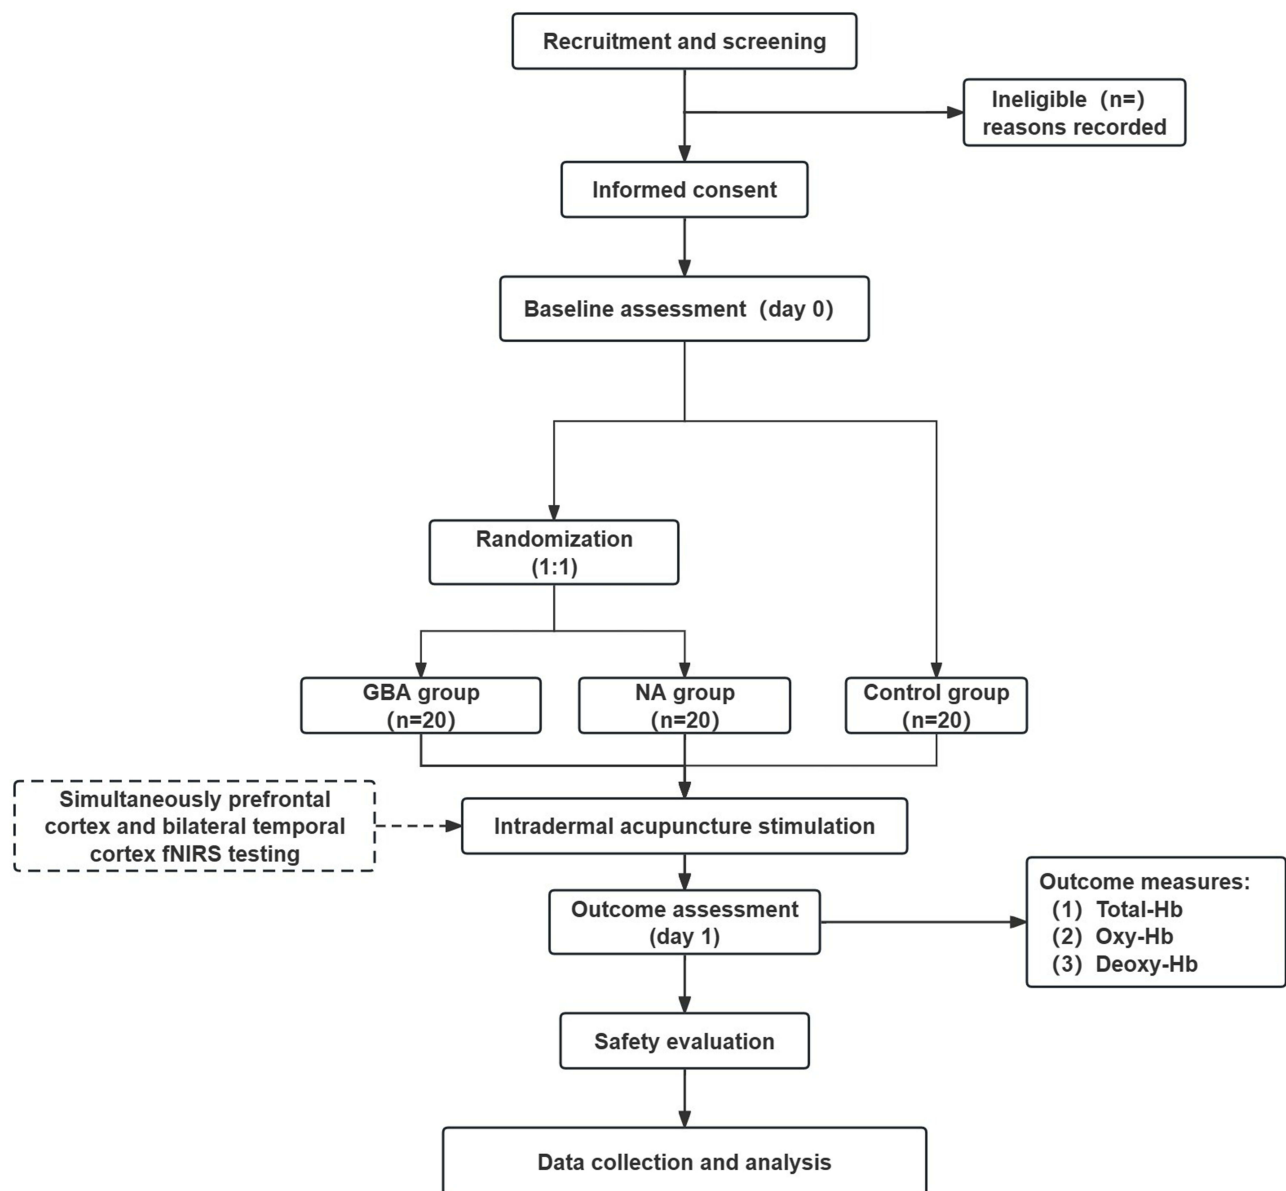 Recruitment and screening
Ineligible（n=）
reasons recorded
Informed consent
Baseline assessment（day 0）
Randomization
(1:1)
GBA group
（n=20）
NA group
（n=20）
Control group
（n=20）
Simultaneously prefrontal
cortex and bilateral temporal
cortex fNIRS testing
Intradermal acupuncture stimulation
Outcome assessment
(day 1)
Outcome measures:
（1）Total-Hb
（2）Oxy-Hb
（3）Deoxy-Hb
Safety evaluation
Data collection and analysis